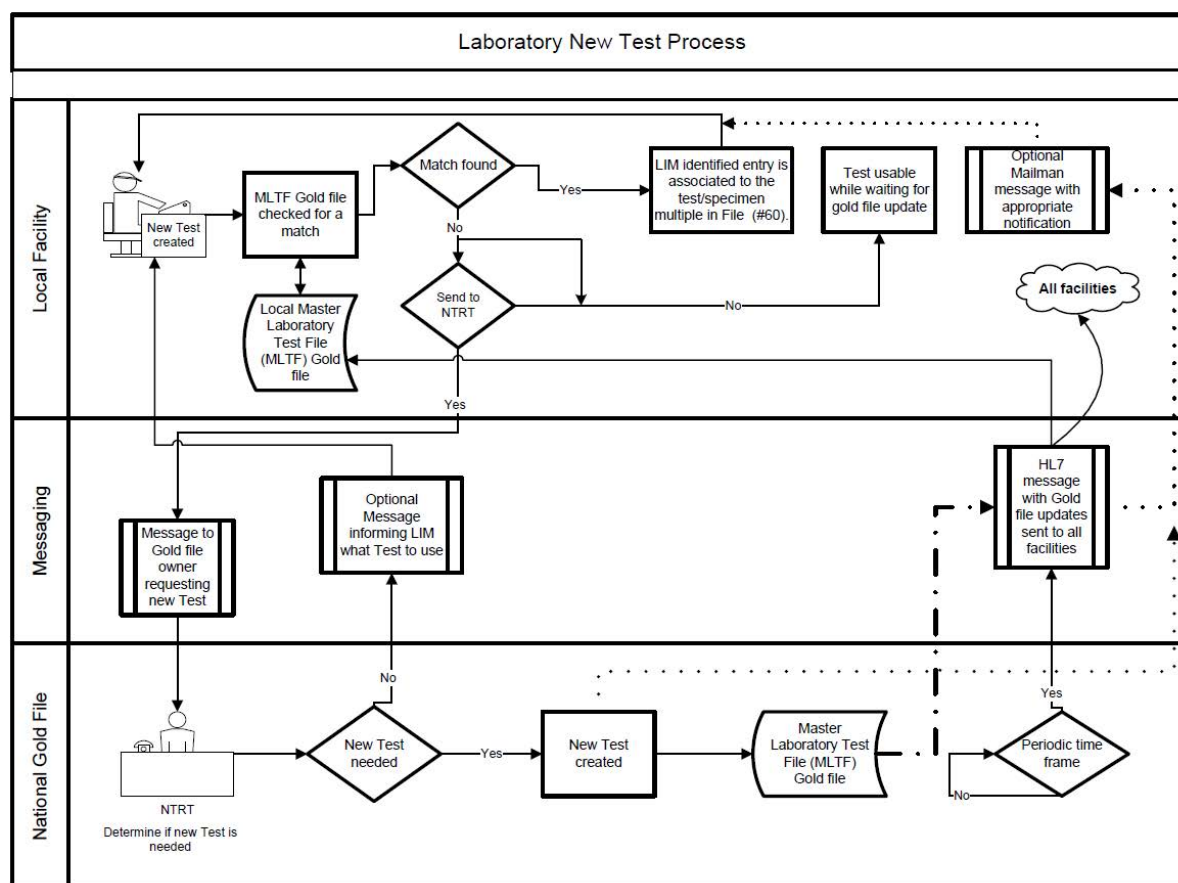 Laboratory New Test Process
Local Facility
New Test
created
MLTF Gold file
checked for a
match
Match found
Yes
No
LIM identified entry is
associated to the
test/specimen
multiple in File (#60).
Test usable
while waiting for
gold file update
Optional
Mailman
message with
appropriate
notification
Local Master
Laboratory
Test File
(MLTF) Gold
file
Send to
NTRT
No
Yes
All facilities
Messaging
Message to
Gold file
owner
requesting
new Test
Optional
Message
informing LIM
what Test to use
HL7
message
with Gold
file updates
sent to all
facilities
National Gold File
NTRT
Determine if new Test is
needed
New Test
needed
No
Yes
New Test
created
Master
Laboratory Test
File (MLTF)
Gold file
Periodic time
frame
Yes
No